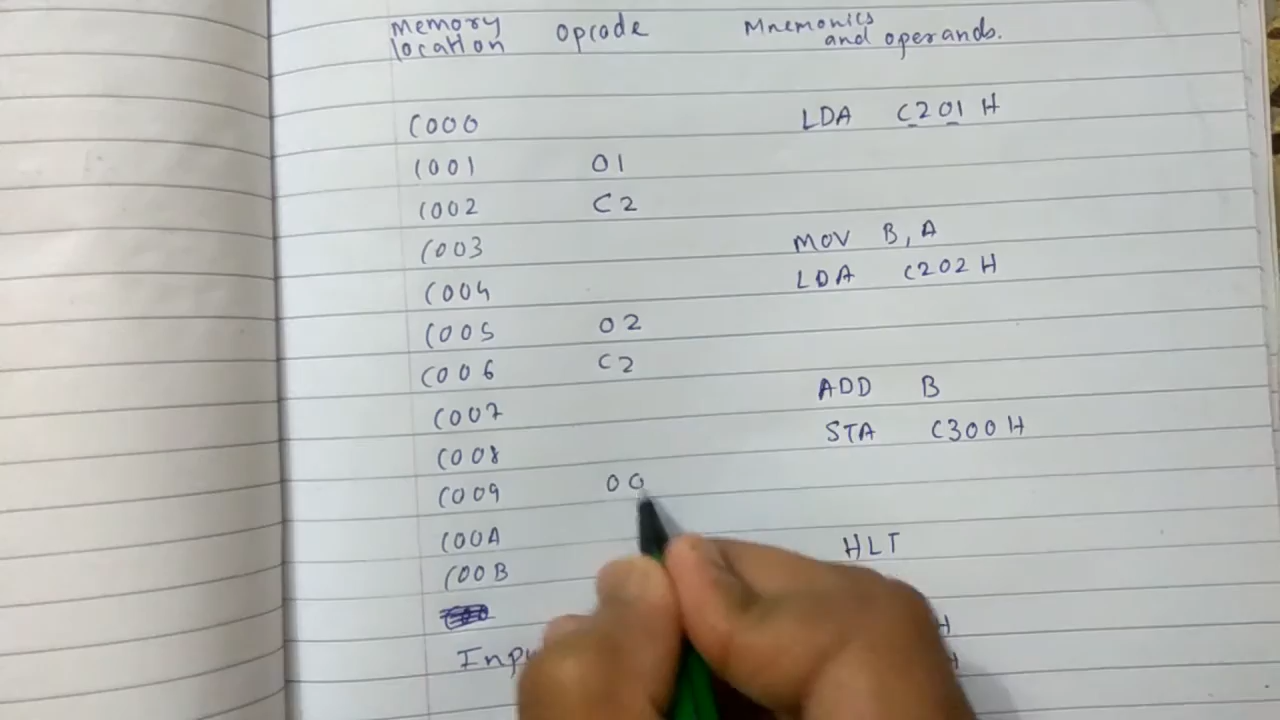 Memory location Opcode Mnemonics and operands.
C000 LDA C201 H
C001 01
C002 C2
C003 MOV B, A
C004 LDA C202 H
C005 02
C006 C2
C007 ADD B
C008 STA C300 H
C009 00
C00A
C00B HLT
H
H